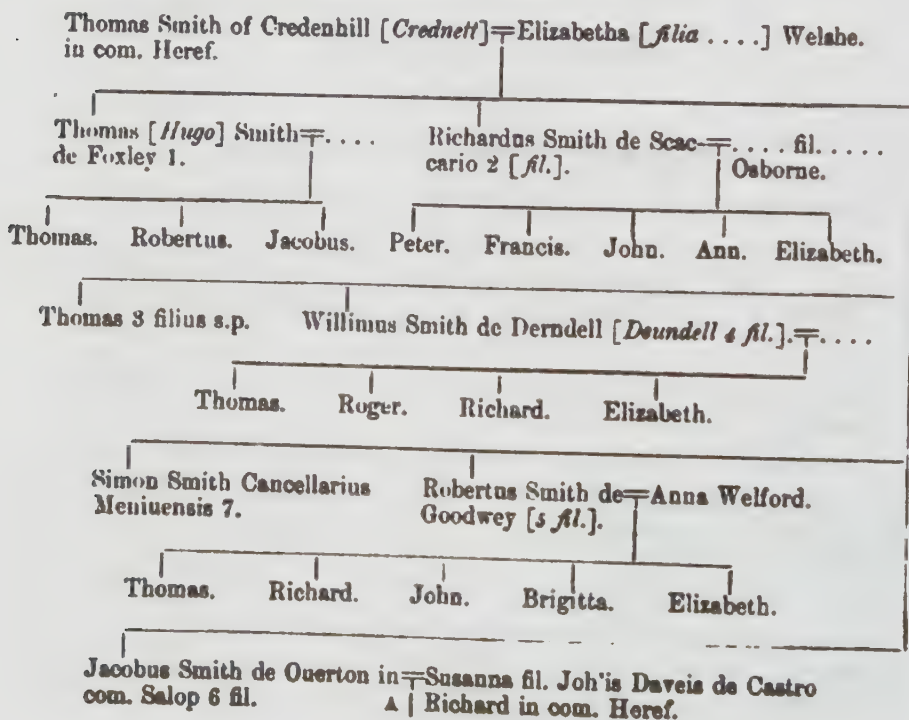 Thomas Smith of Credenhill [Crednett]=Elizabetha [filia . . . .] Welshe.
in com. Heref.
Thomas [Hugo] Smith=. . . .
de Foxley 1.
Richardus Smith de Scac-=. . . . fil. . . . .
cario 2 [fil.]. Osborne.
Thomas. Robertus. Jacobus. Peter. Francis. John. Ann. Elizabeth.
Thomas 3 filius s.p. Willimus Smith de Derndell [Deundell 4 fil.].=. . . .
Thomas. Roger. Richard. Elizabeth.
Simon Smith Cancellarius
Meniuensis 7.
Robertus Smith de=Anna Welford.
Goodwey [5 fil.].
Thomas. Richard. John. Brigitta. Elizabeth.
Jacobus Smith de Ouerton in=Susanna fil. Joh'is Daveis de Castro
com. Salop 6 fil. A Richard in com. Heref.